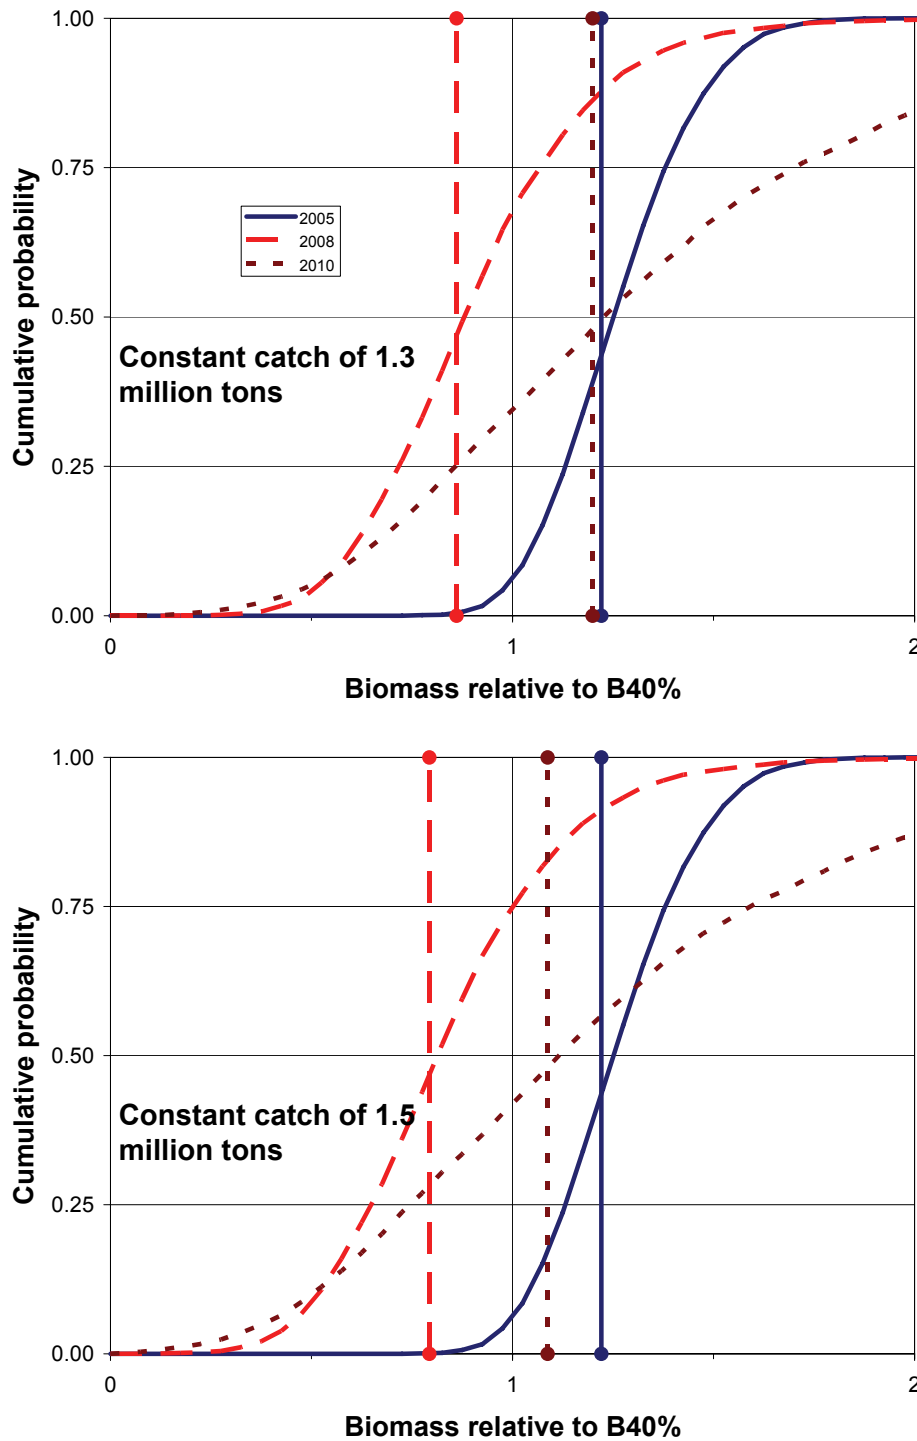 1.00
0.75
0.50
0.25
0.00
Cumulative probability
2005
2008
2010
Constant catch of 1.3
million tons
0
1
2
Biomass relative to B40%
1.00
0.75
0.50
0.25
0.00
Cumulative probability
Constant catch of 1.5
million tons
0
1
2
Biomass relative to B40%